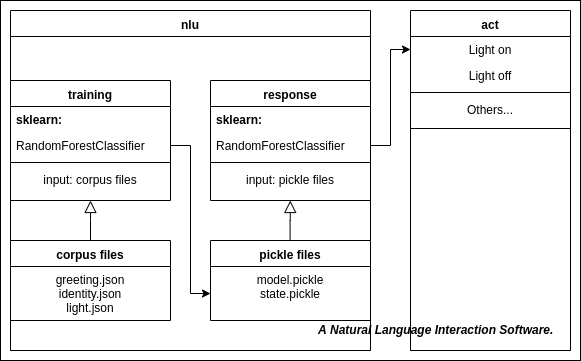 nlu
training
sklearn:
RandomForestClassifier
input: corpus files
response
sklearn:
RandomForestClassifier
input: pickle files
corpus files
greeting.json
identity.json
light.json
pickle files
model.pickle
state.pickle
act
Light on
Light off
Others...
A Natural Language Interaction Software.